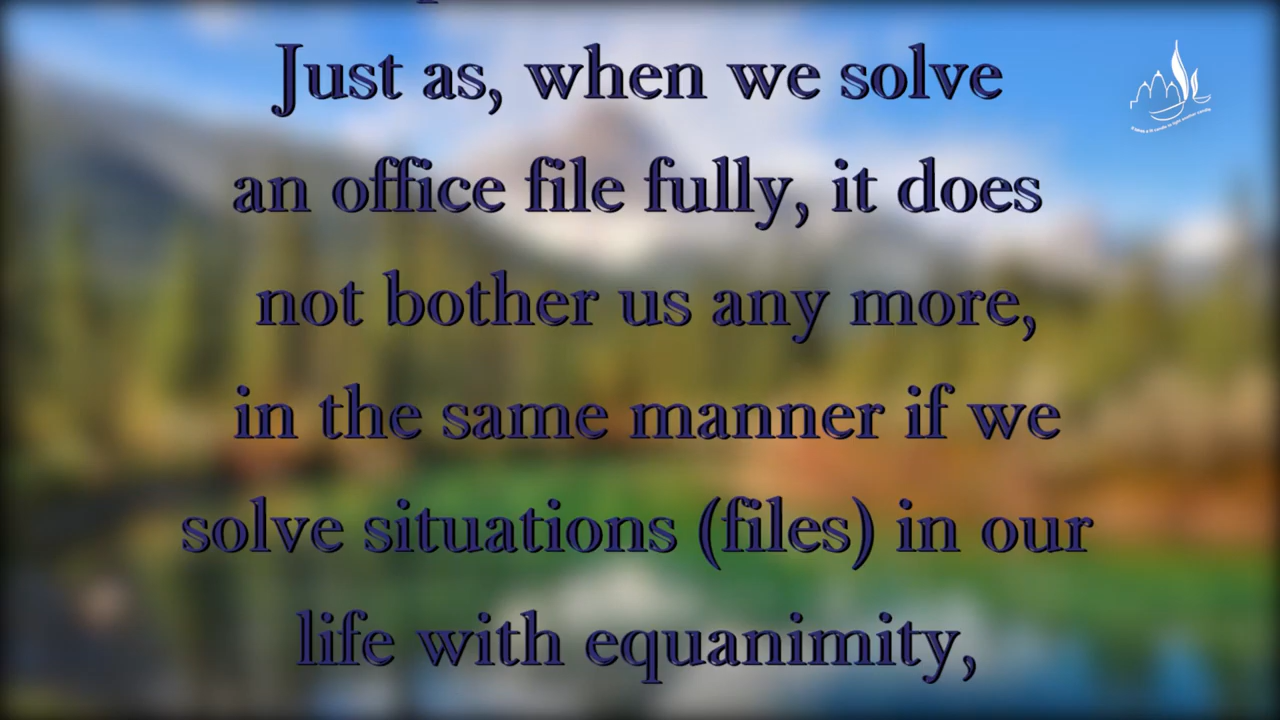 Just as, when we solve
an office file fully, it does
not bother us any more,
in the same manner if we
solve situations (files) in our
life with equanimity,